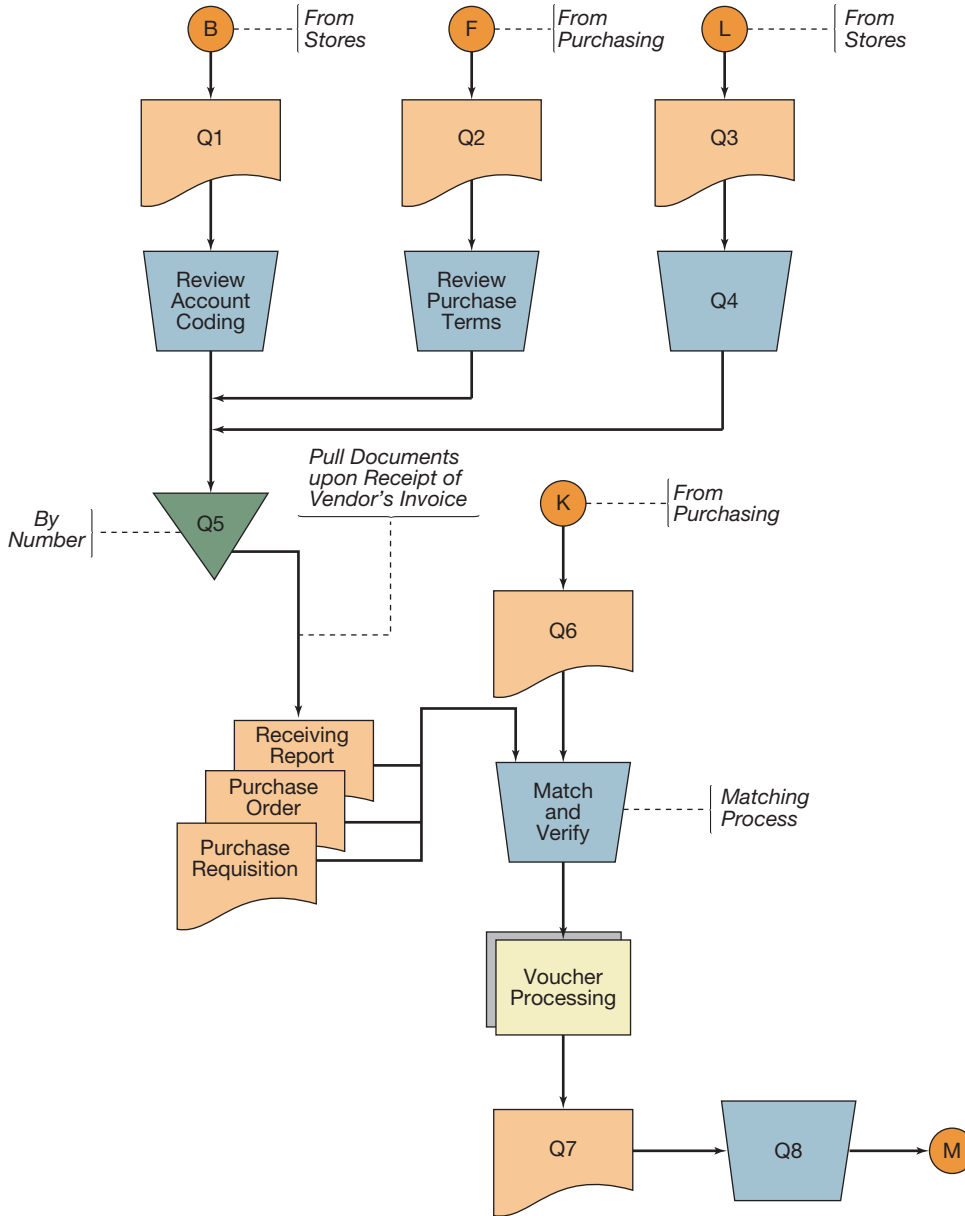 B
From
Stores
F
From
Purchasing
L
From
Stores
Q1
Q2
Q3
Review
Account
Coding
Review
Purchase
Terms
Q4
Pull Documents
upon Receipt of
Vendor's Invoice
By
Number
Q5
K
From
Purchasing
Q6
Receiving
Report
Purchase
Order
Purchase
Requisition
Match
and
Verify
Matching
Process
Voucher
Processing
Q7
Q8
M